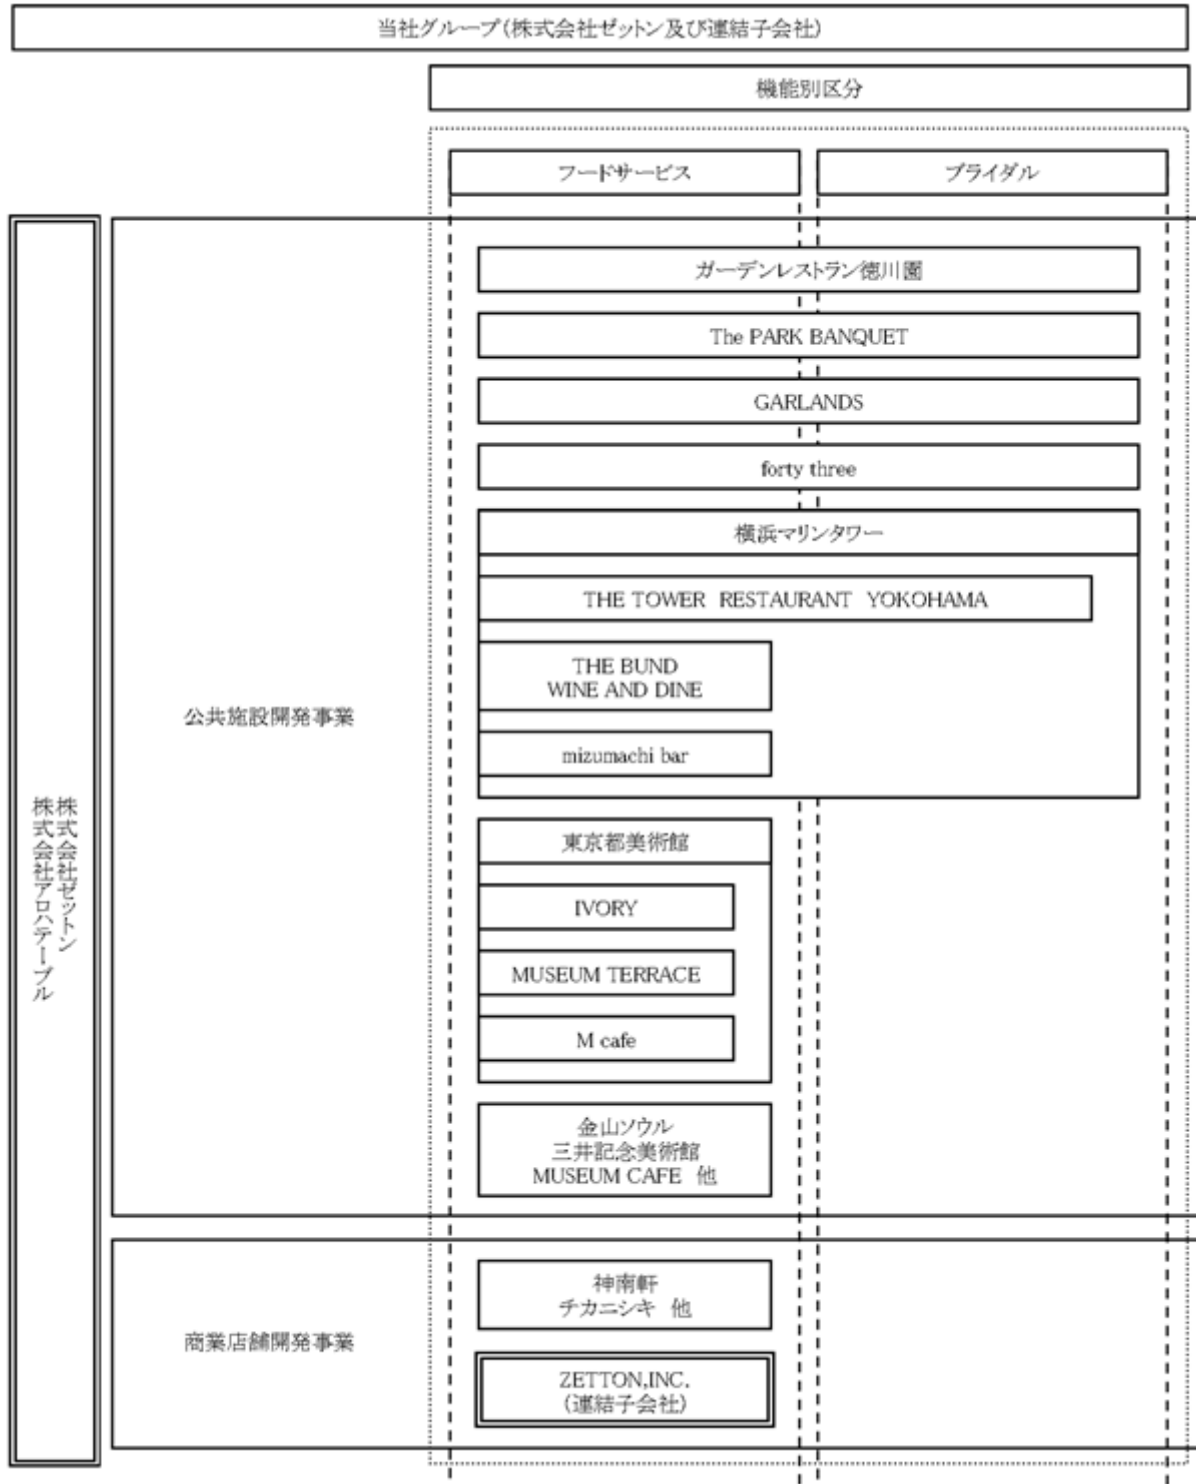 当社グループ(株式会社ゼットン及び連結子会社)
機能別区分
フードサービス
ブライダル
株式会社ゼットン
株式会社アロハテーブル
公共施設開発事業
ガーデンレストラン徳川園
The PARK BANQUET
GARLANDS
forty three
横浜マリンタワー
THE TOWER RESTAURANT YOKOHAMA
THE BUND
WINE AND DINE
mizumachi bar
東京都美術館
IVORY
MUSEUM TERRACE
M cafe
金山ソウル
三井記念美術館
MUSEUM CAFE 他
商業店舗開発事業
神南軒
チカニシキ 他
ZETTON,INC.
(連結子会社)